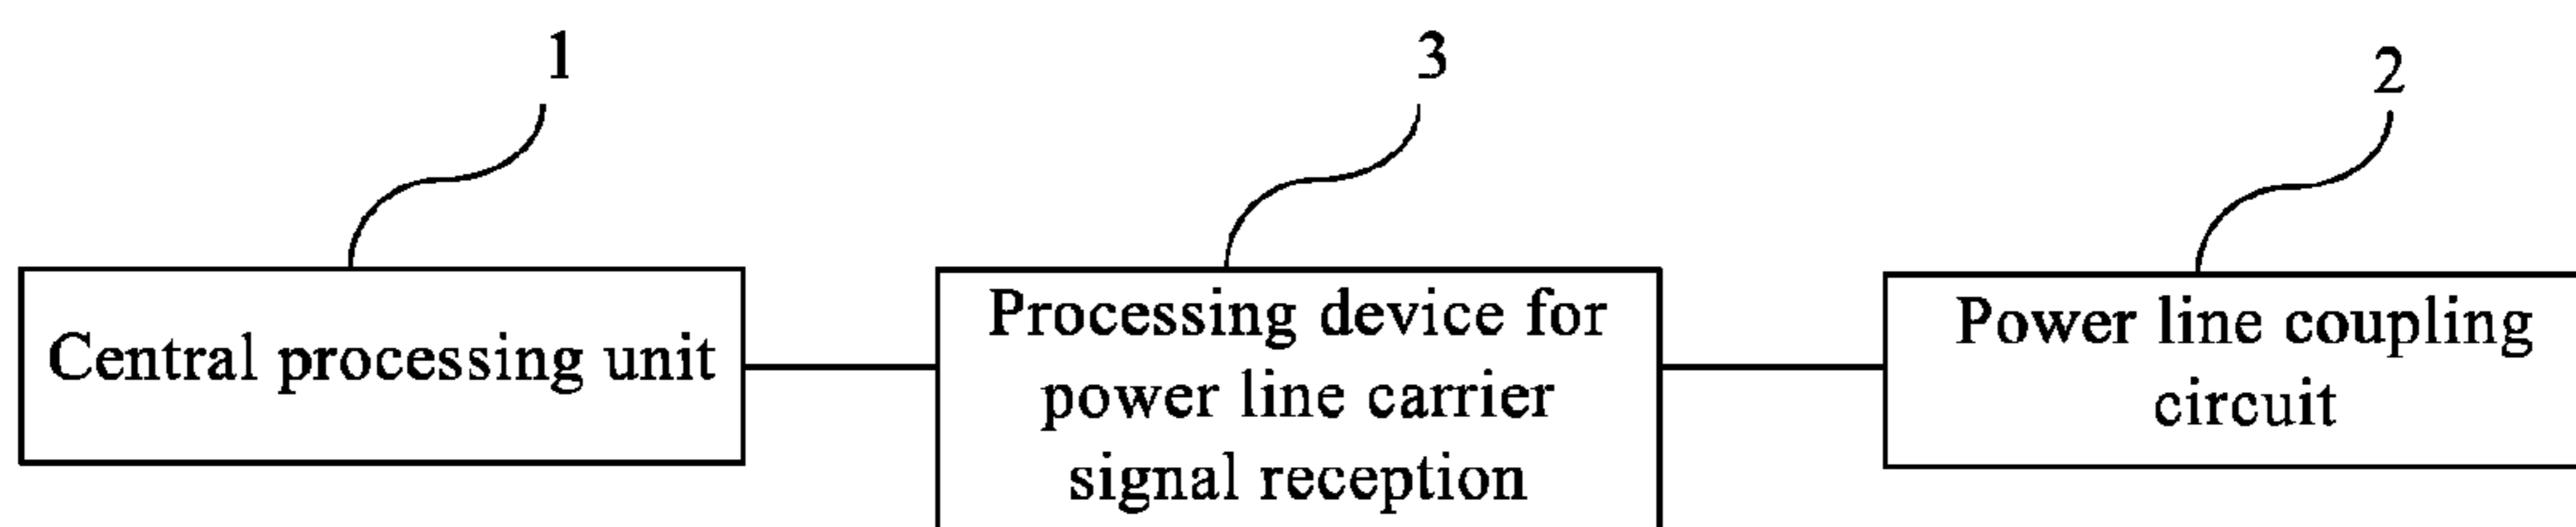 1
3
2
Central processing unit
Processing device for
power line carrier
signal reception
Power line coupling
circuit